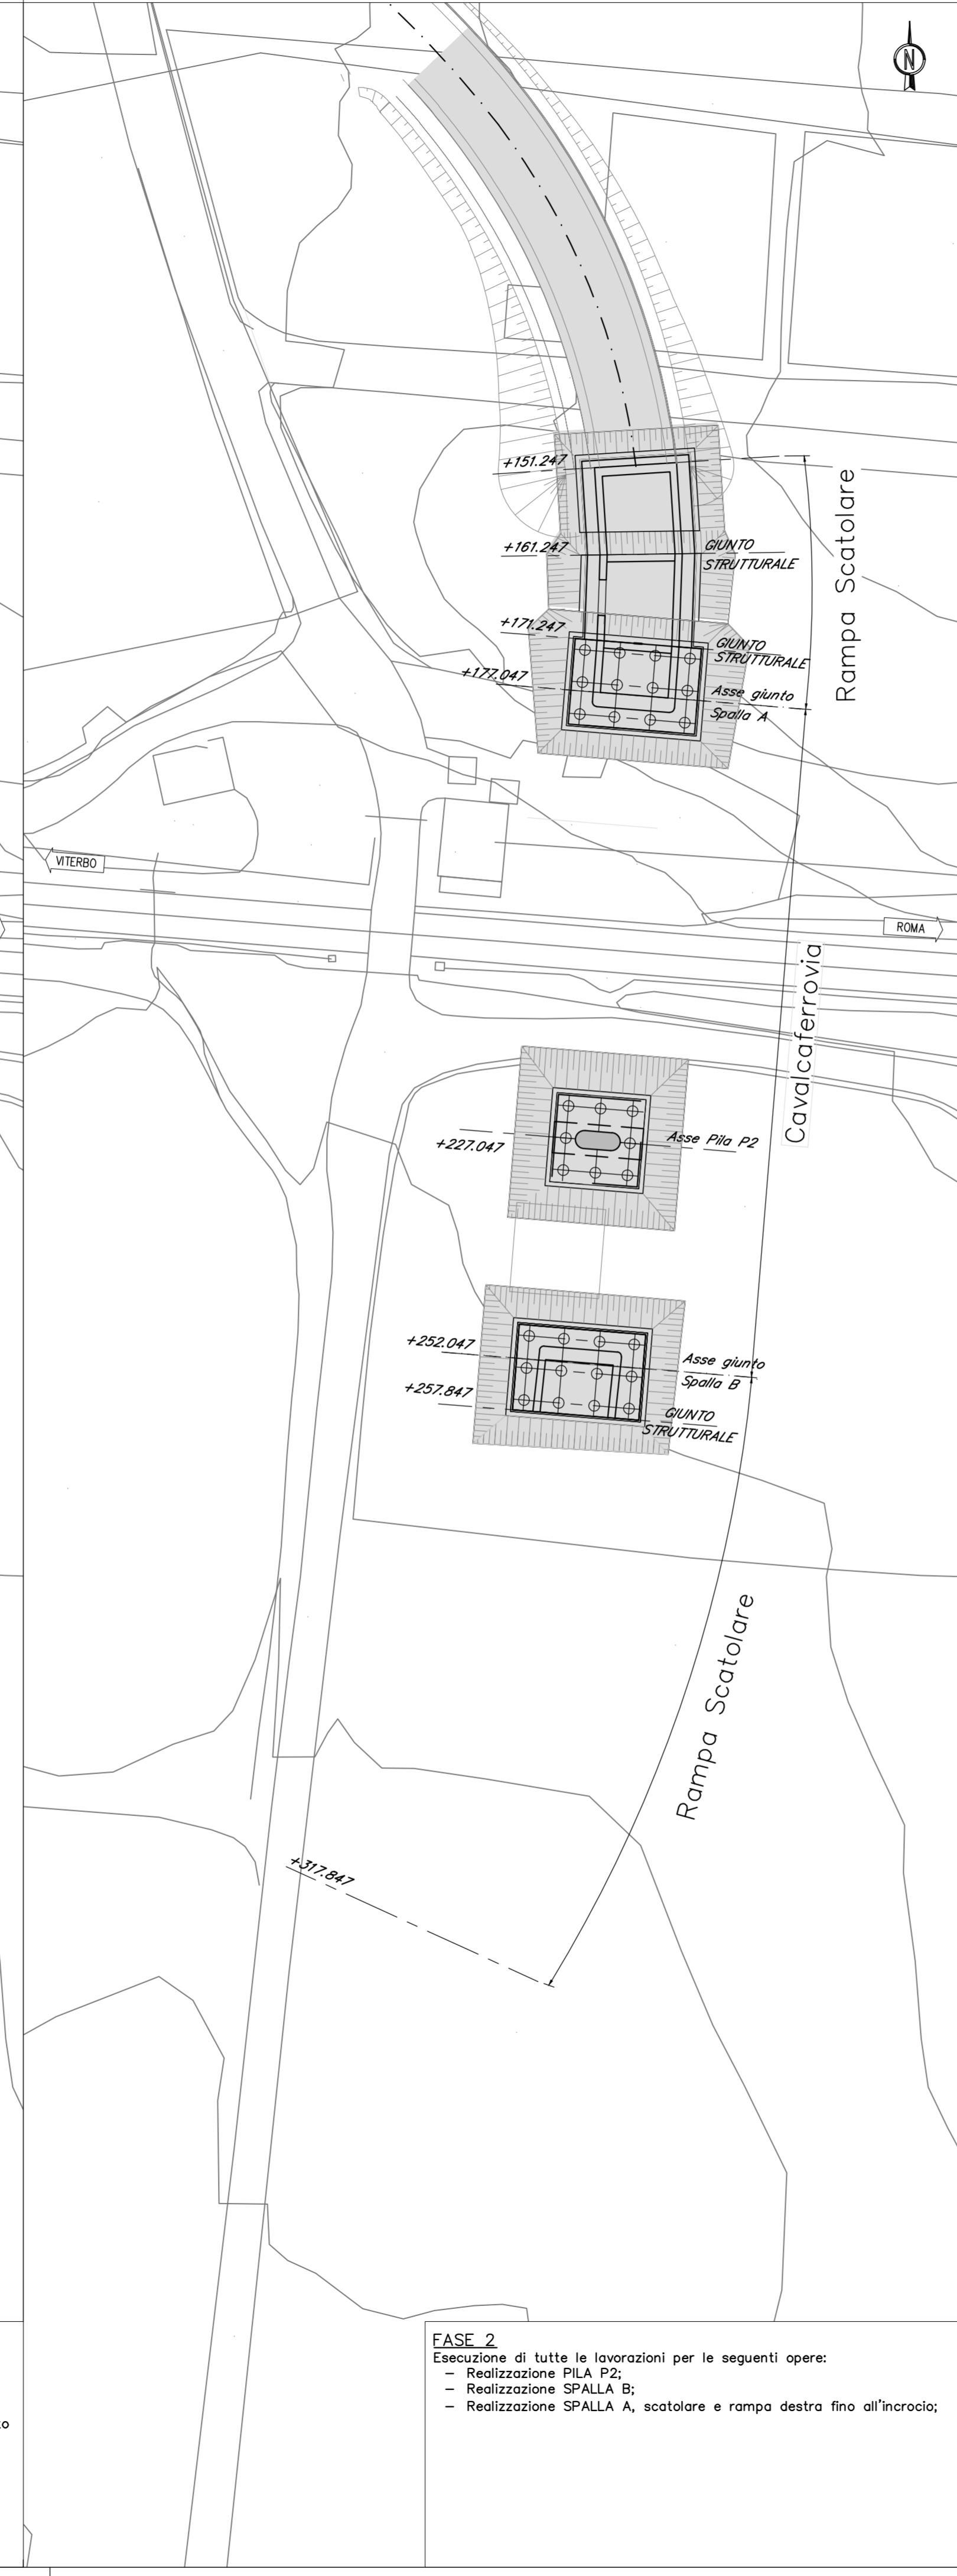 N
+151.247
Rampa Scatolare
+161.247
GIUNTO
STRUTTURALE
+171.247
GIUNTO
STRUTTURALE
+177.047
Asse giunto
Spalla A
VITERBO
ROMA
Cavalcaferrovia
+227.047
Asse Pila P2
+252.047
Asse giunto
Spalla B
+257.847
GIUNTO
STRUTTURALE
Rampa Scatolare
+317.847
FASE 2
Esecuzione di tutte le lavorazioni per le seguenti opere:
– Realizzazione PILA P2;
– Realizzazione SPALLA B;
– Realizzazione SPALLA A, scatolare e rampa destra fino all'incrocio;